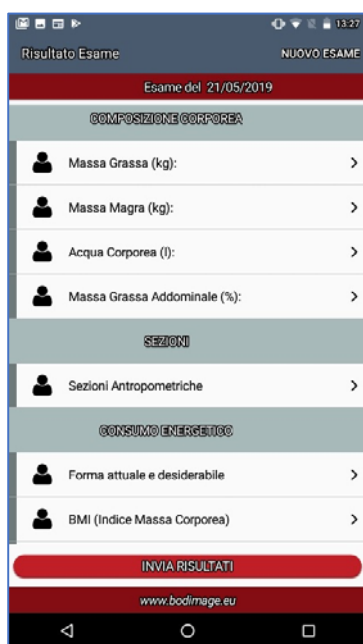 13:27
Risultato Esame NUOVO ESAME
Esame del 21/05/2019
COMPOSIZIONE CORPOREA
Massa Grassa (kg):
Massa Magra (kg):
Acqua Corporea (l):
Massa Grassa Addominale (%):
SEZIONI
Sezioni Antropometriche
CONSUMO ENERGETICO
Forma attuale e desiderabile
BMI (Indice Massa Corporea)
INVIA RISULTATI
www.bodimage.eu